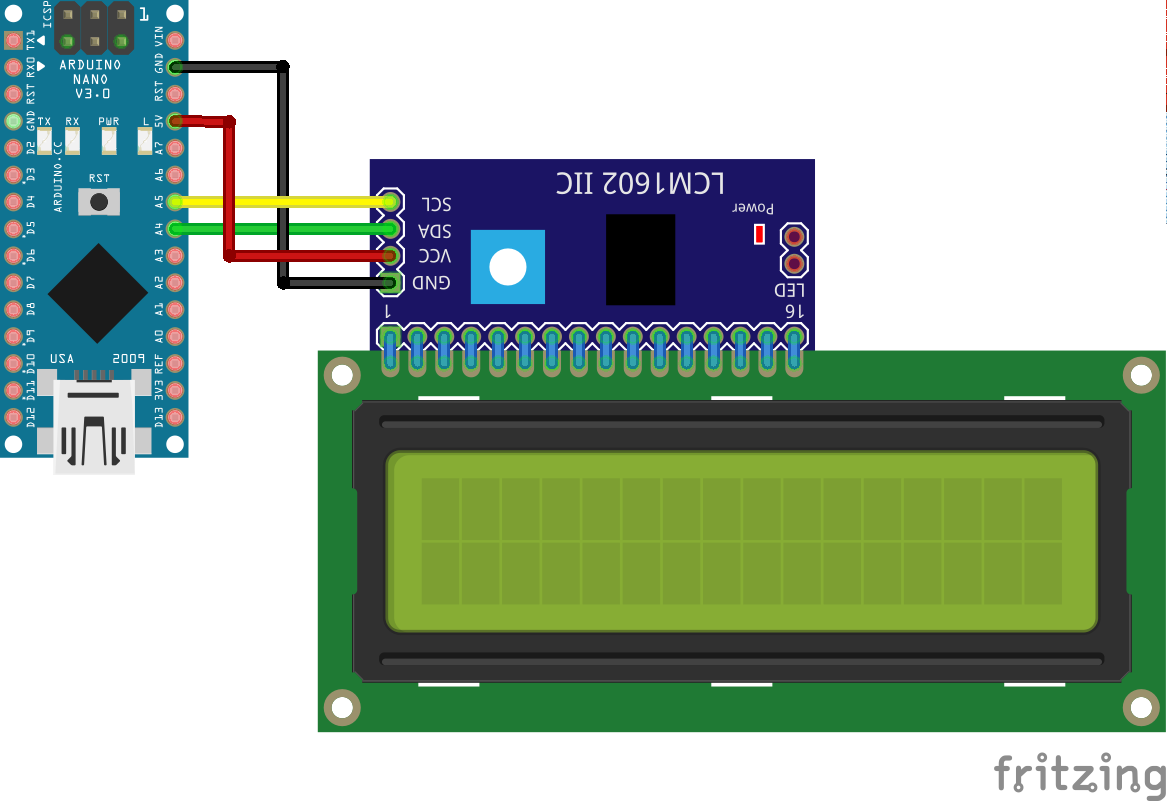 ICSP
1
TX1
RX0
RST
GND
D2
D3
D4
D5
D6
D7
D8
D9
D10
D11
D12
ARDUINO
NANO
V3.0
TX RX PWR L
ARDUINO.CC
RST
USA 2009
VIN
GND
RST
5V
A7
A6
A5
A4
A3
A2
A1
A0
REF
3V3
D13
LCM1602 IIC
SCL
SDA
VCC
GND
Power
LED
1
16
fritzing